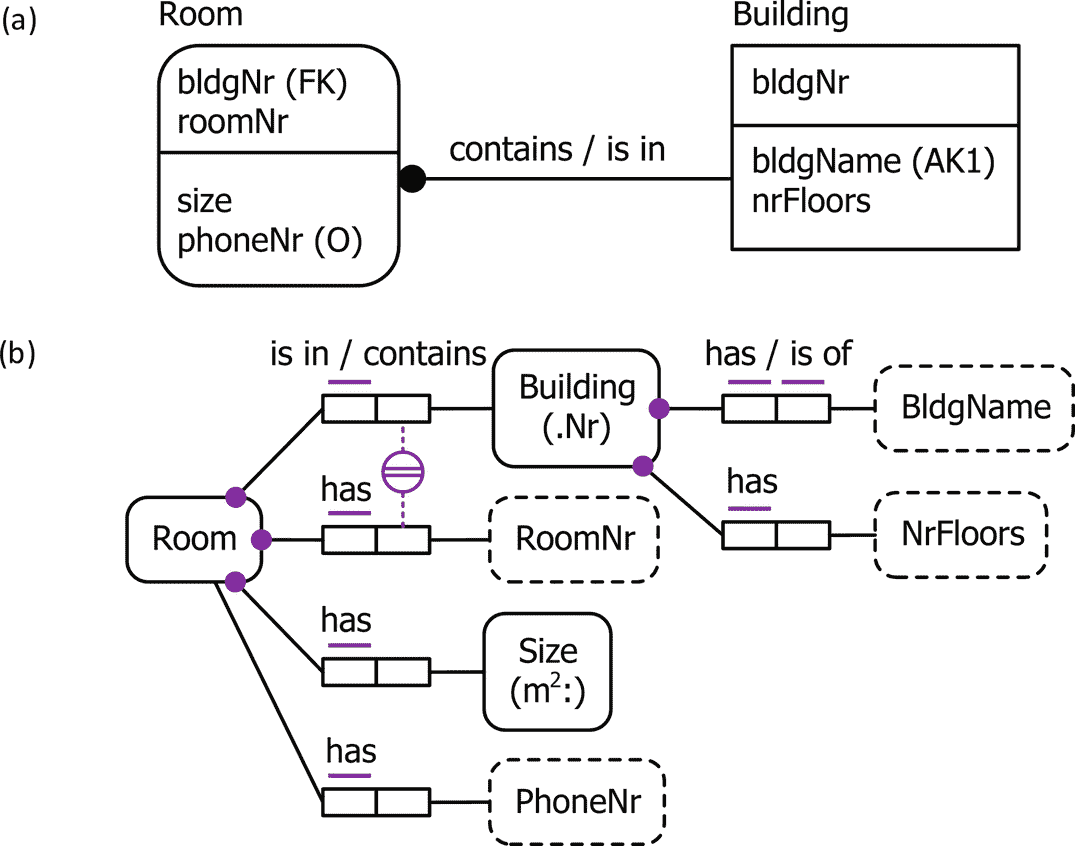 (a)
Room
Building
bldgNr (FK)
roomNr
size
phoneNr (O)
contains / is in
bldgNr
bldgName (AK1)
nrFloors
(b)
is in / contains
Building
(.Nr)
has / is of
BldgName
has
NrFloors
Room
has
RoomNr
has
Size
(m²:)
has
PhoneNr